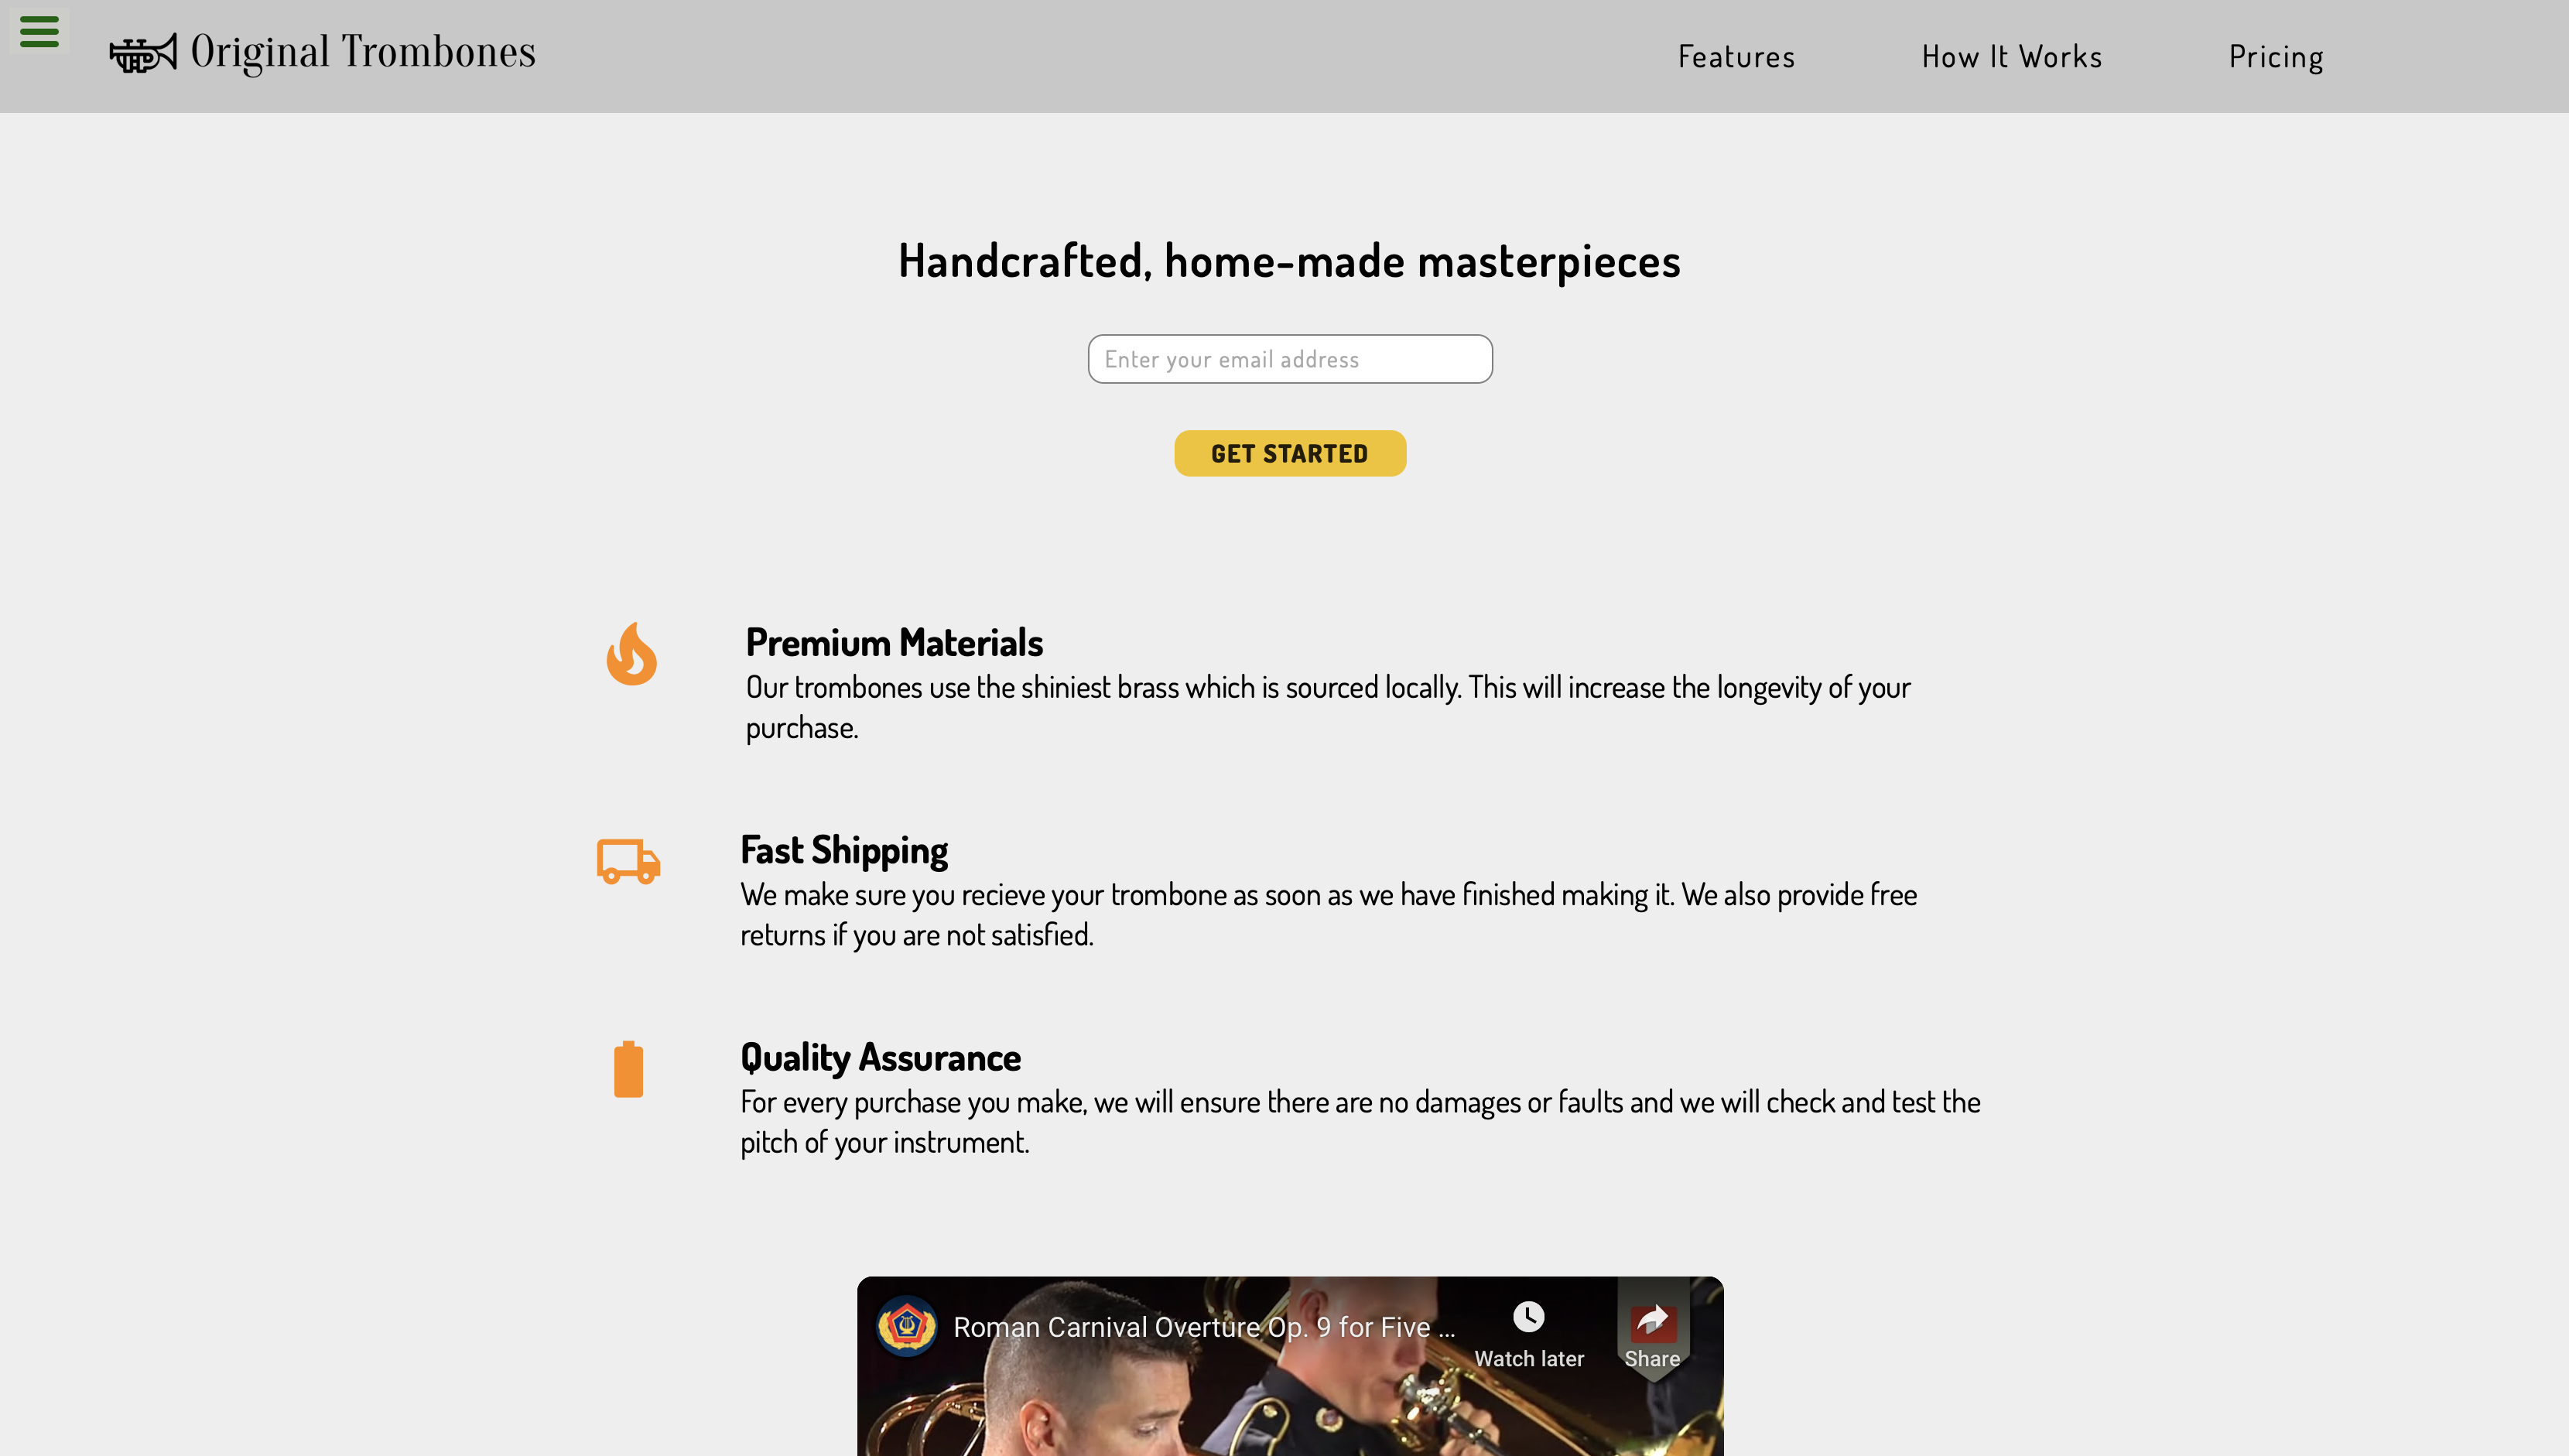 Original Trombones
Features
How It Works
Pricing
Handcrafted, home-made masterpieces
Enter your email address
GET STARTED
Premium Materials
Our trombones use the shiniest brass which is sourced locally. This will increase the longevity of your
purchase.
Fast Shipping
We make sure you recieve your trombone as soon as we have finished making it. We also provide free
returns if you are not satisfied.
Quality Assurance
For every purchase you make, we will ensure there are no damages or faults and we will check and test the
pitch of your instrument.
Roman Carnival Overture Op. 9 for Five ...
Watch later
Share